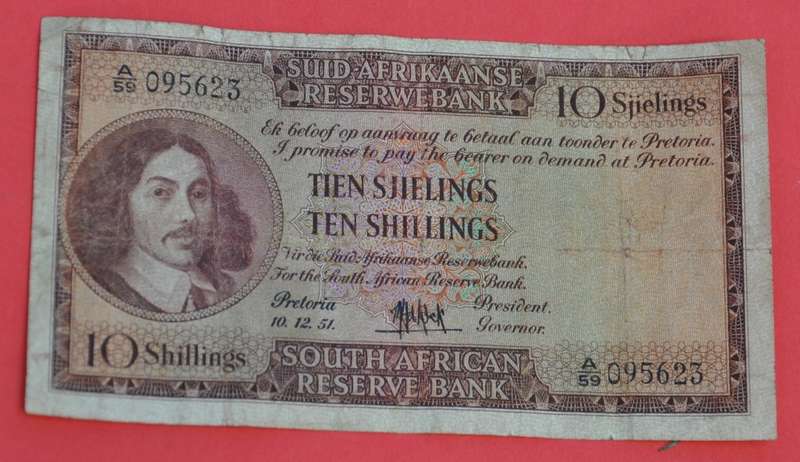 A/59 095623
SUID-AFRIKAANSE
RESERWEBANK
10 Sjielings
Ek beloof op aanvraag te betaal aan toonder te Pretoria.
I promise to pay the bearer on demand at Pretoria.
TIEN SJIELINGS
TEN SHILLINGS
Vir die Suid-Afrikaanse Reserwebank.
For the South African Reserve Bank.
Pretoria
10.12.51.
President.
Governor.
10 Shillings
SOUTH AFRICAN
RESERVE BANK
A/59 095623